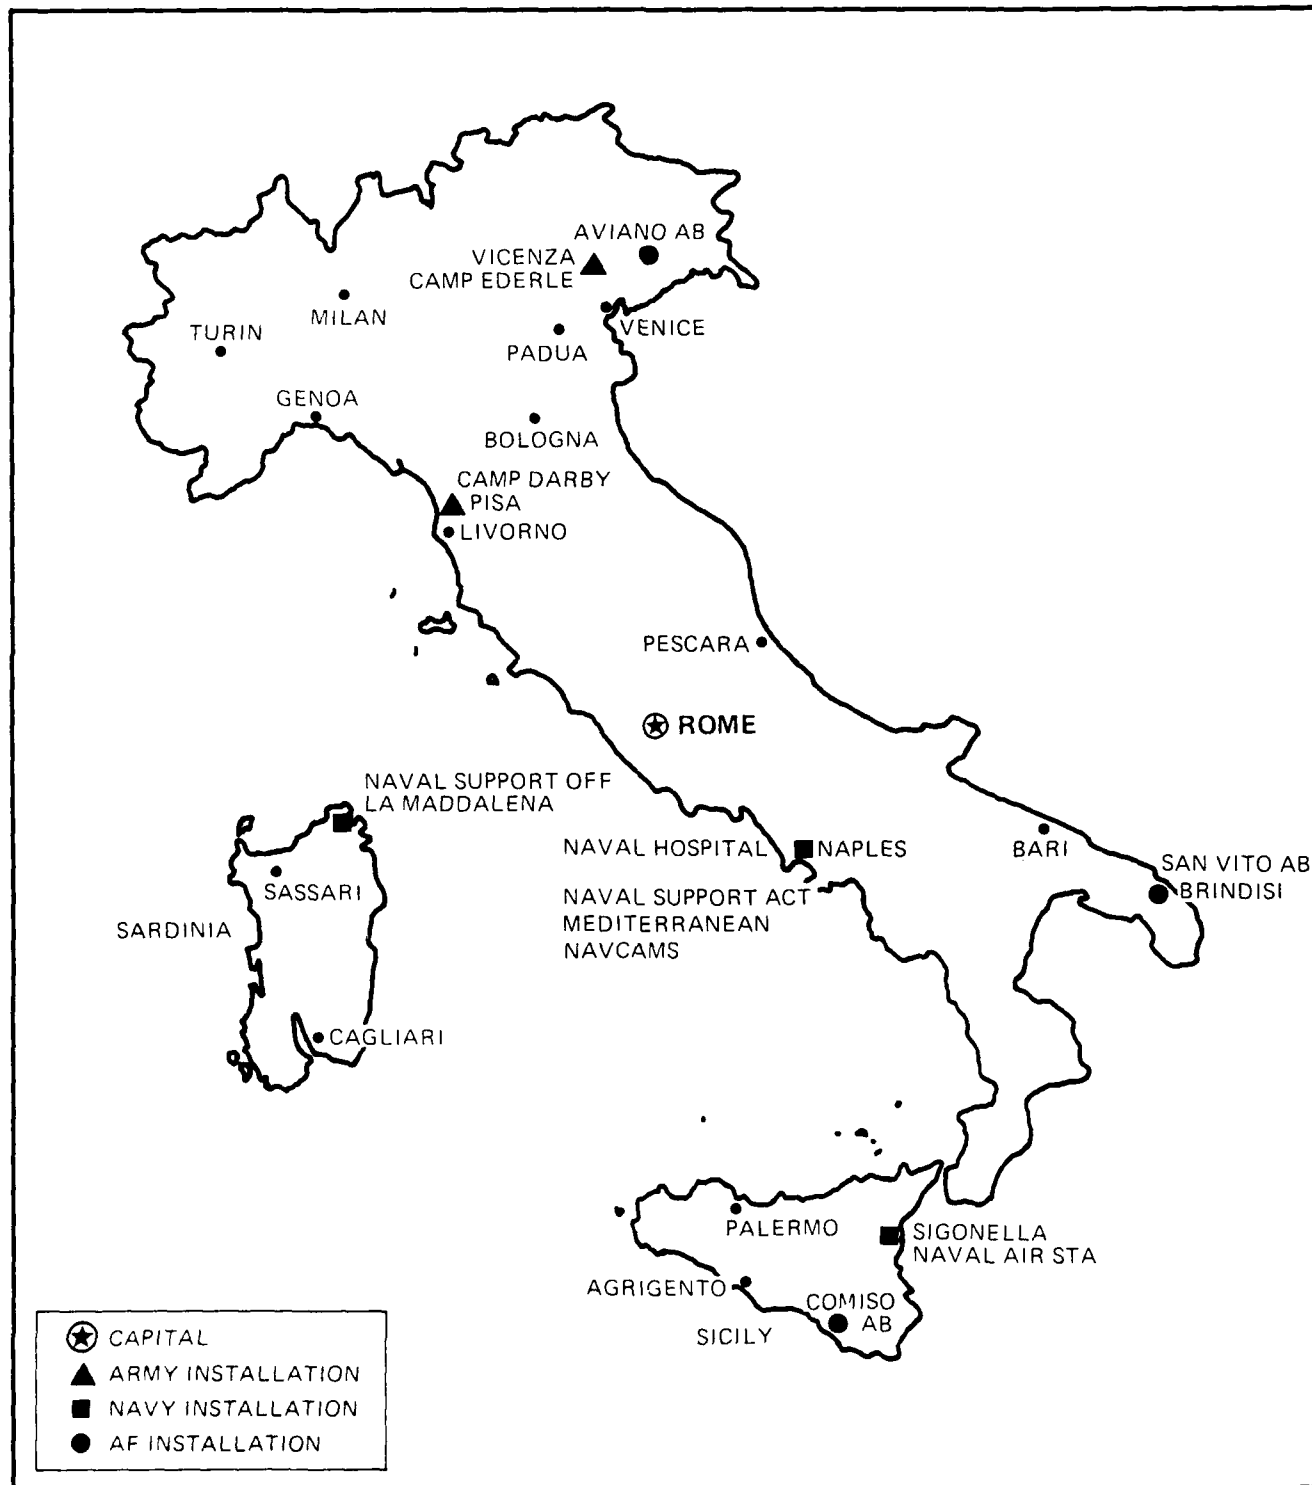 AVIANO AB
VICENZA
CAMP EDERLE
MILAN
VENICE
TURIN
PADUA
GENOA
BOLOGNA
CAMP DARBY
PISA
LIVORNO
PESCARA
ROME
NAVAL SUPPORT OFF
LA MADDALENA
NAVAL HOSPITAL
NAPLES
BARI
SAN VITO AB
BRINDISI
SASSARI
NAVAL SUPPORT ACT
MEDITERRANEAN
NAVCAMS
SARDINIA
CAGLIARI
PALERMO
SIGONELLA
NAVAL AIR STA
AGRIGENTO
COMISO
AB
SICILY
CAPITAL
ARMY INSTALLATION
NAVY INSTALLATION
AF INSTALLATION